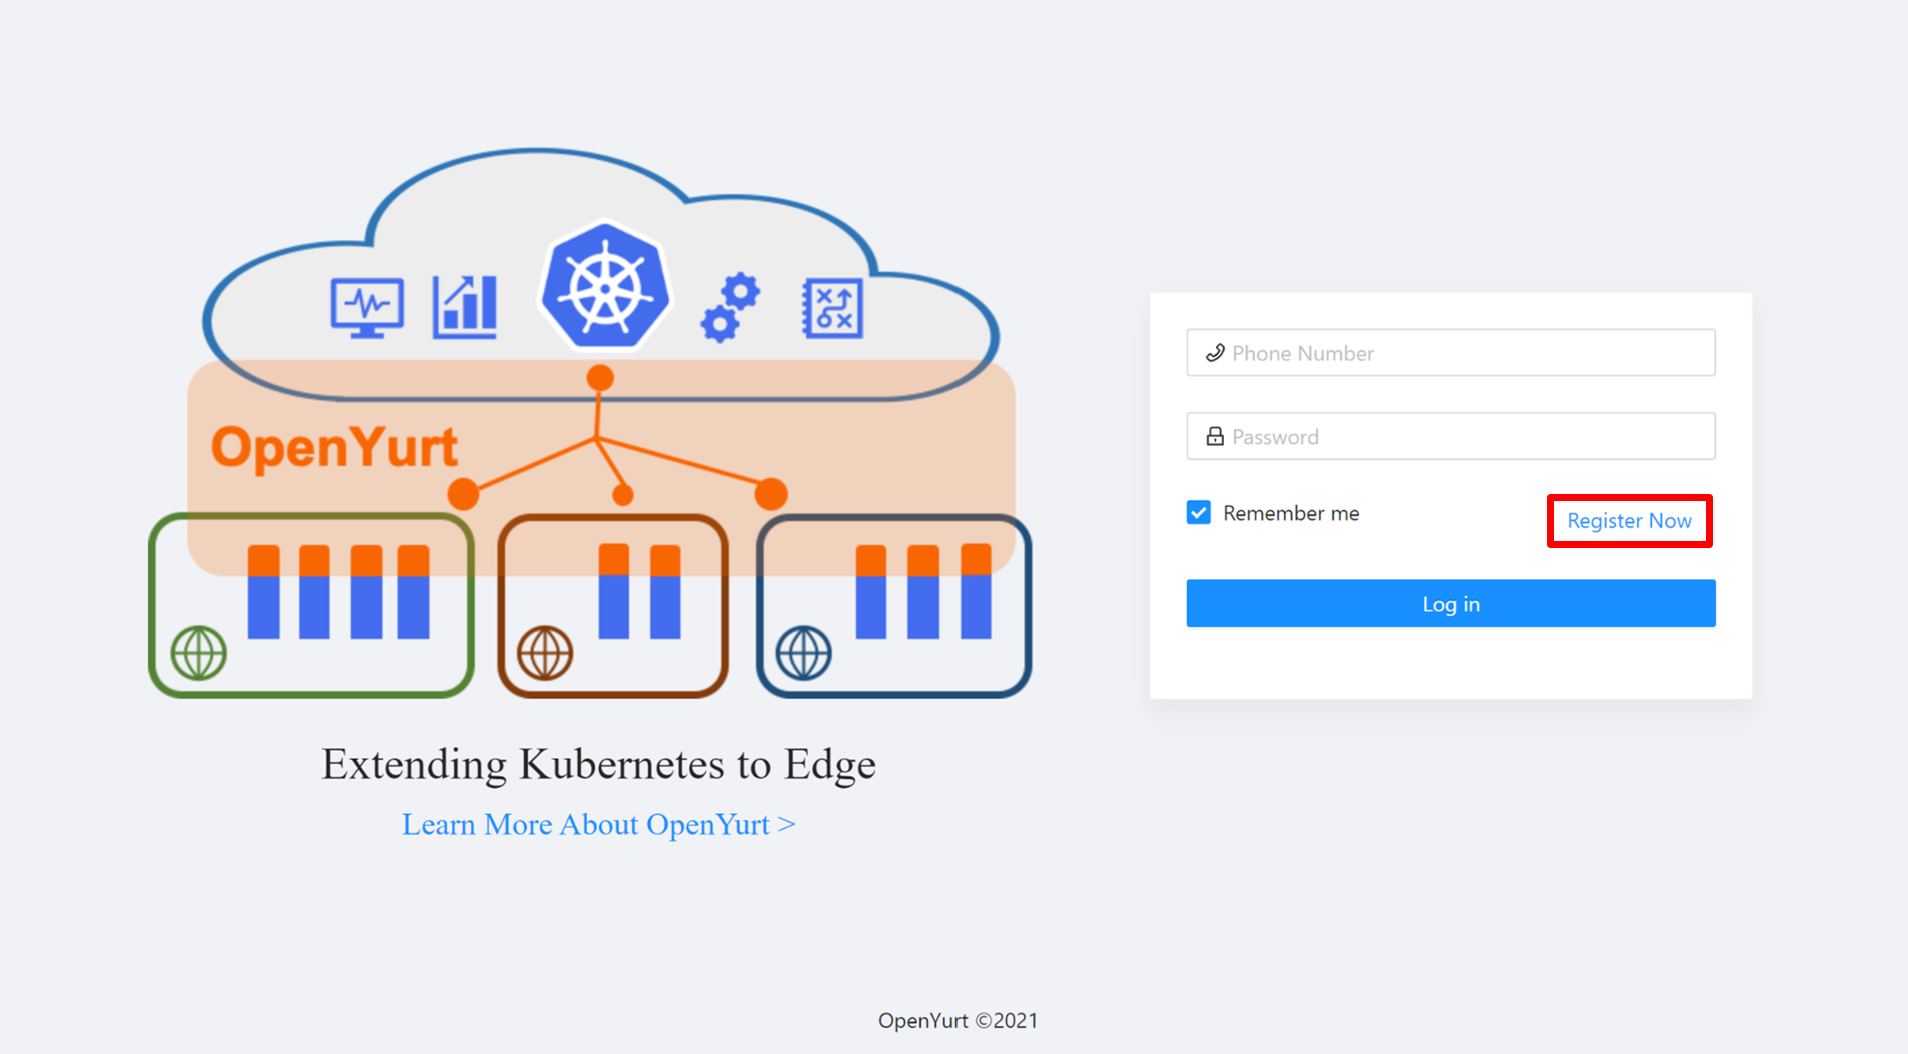 OpenYurt
Extending Kubernetes to Edge
Learn More About OpenYurt >
Phone Number
Password
Remember me
Register Now
Log in
OpenYurt ©2021